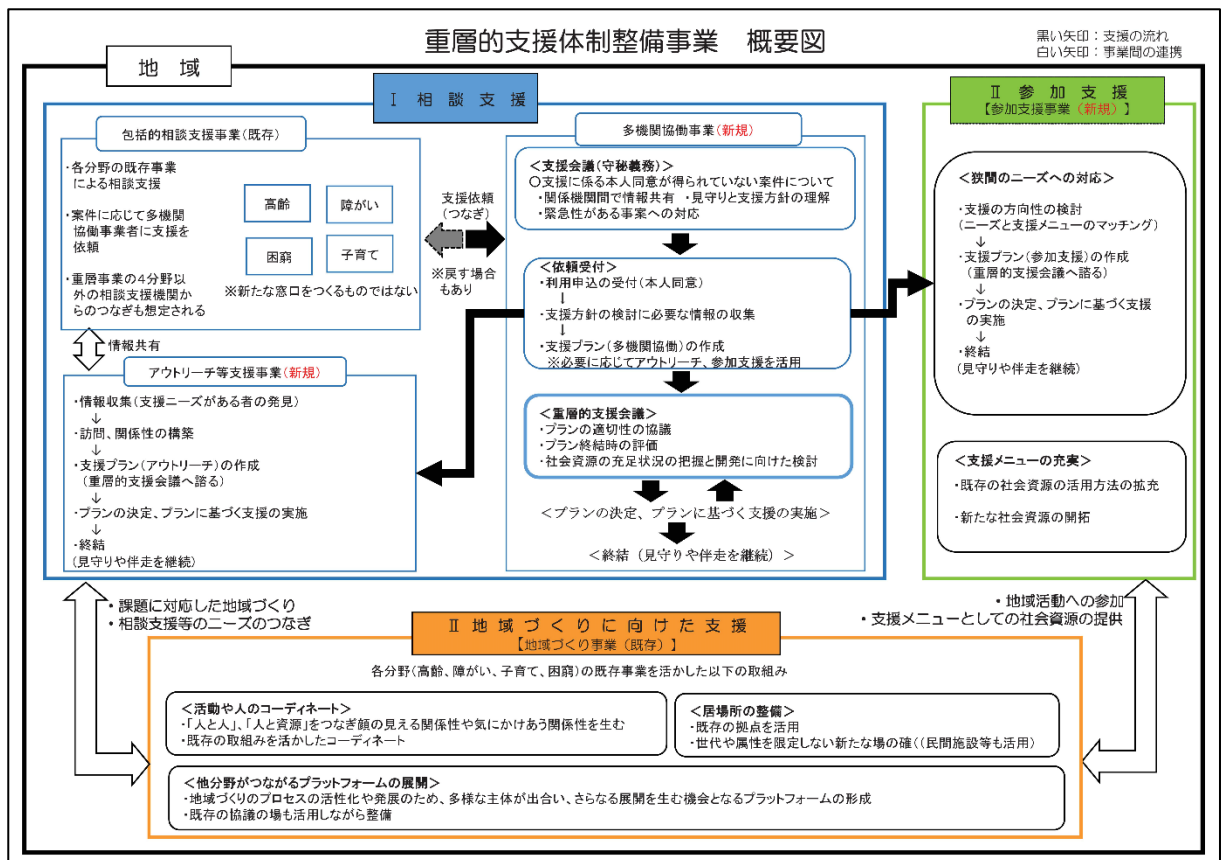 重層的支援体制整備事業　概要図
黒い矢印：支援の流れ
白い矢印：事業間の連携
地　域
Ⅰ　相　談　支　援
包括的相談支援事業（既存）
・各分野の既存事業
による相談支援
・案件に応じて多機関
協働事業者に支援を
依頼
・重層事業の4分野以
外の相談支援機関か
らのつなぎも想定される
高齢
障がい
困窮
子育て
※新たな窓口をつくるものではない
支援依頼
（つなぎ）
※戻す場合
もあり
情報共有
アウトリーチ等支援事業（新規）
・情報収集（支援ニーズがある者の発見）
↓
・訪問、関係性の構築
↓
・支援プラン（アウトリーチ）の作成
（重層的支援会議へ諮る）
↓
・プランの決定、プランに基づく支援の実施
↓
・終結
（見守りや伴走を継続）
多機関協働事業（新規）
＜支援会議（守秘義務）＞
〇支援に係る本人同意が得られていない案件について
・関係機関間で情報共有　・見守りと支援方針の理解
・緊急性がある事案への対応
＜依頼受付＞
・利用申込の受付（本人同意）
↓
・支援方針の検討に必要な情報の収集
↓
・支援プラン（多機関協働）の作成
※必要に応じてアウトリーチ、参加支援を活用
＜重層的支援会議＞
・プランの適切性の協議
・プラン終結時の評価
・社会資源の充足状況の把握と開発に向けた検討
＜プランの決定、プランに基づく支援の実施＞
＜終結（見守りや伴走を継続）＞
Ⅱ　参　加　支　援
【参加支援事業（新規）】
＜狭間のニーズへの対応＞
・支援の方向性の検討
（ニーズと支援メニューのマッチング）
↓
・支援プラン（参加支援）の作成
（重層的支援会議へ諮る）
↓
・プランの決定、プランに基づく支援
の実施
↓
・終結
（見守りや伴走を継続）
＜支援メニューの充実＞
・既存の社会資源の活用方法の拡充
・新たな社会資源の開拓
・課題に対応した地域づくり
・相談支援等のニーズのつなぎ
・地域活動への参加
・支援メニューとしての社会資源の提供
Ⅱ　地　域　づ　く　り　に　向　け　た　支　援
【地域づくり事業（既存）】
各分野（高齢、障がい、子育て、困窮）の既存事業を活かした以下の取組み
＜活動や人のコーディネート＞
・「人と人」、「人と資源」をつなぎ顔の見える関係性や気にかけあう関係性を生む
・既存の取組みを活かしたコーディネート
＜居場所の整備＞
・既存の拠点を活用
・世代や属性を限定しない新たな場の確（（民間施設等も活用）
＜他分野がつながるプラットフォームの展開＞
・地域づくりのプロセスの活性化や発展のため、多様な主体が出合い、さらなる展開を生む機会となるプラットフォームの形成
・既存の協議の場も活用しながら整備